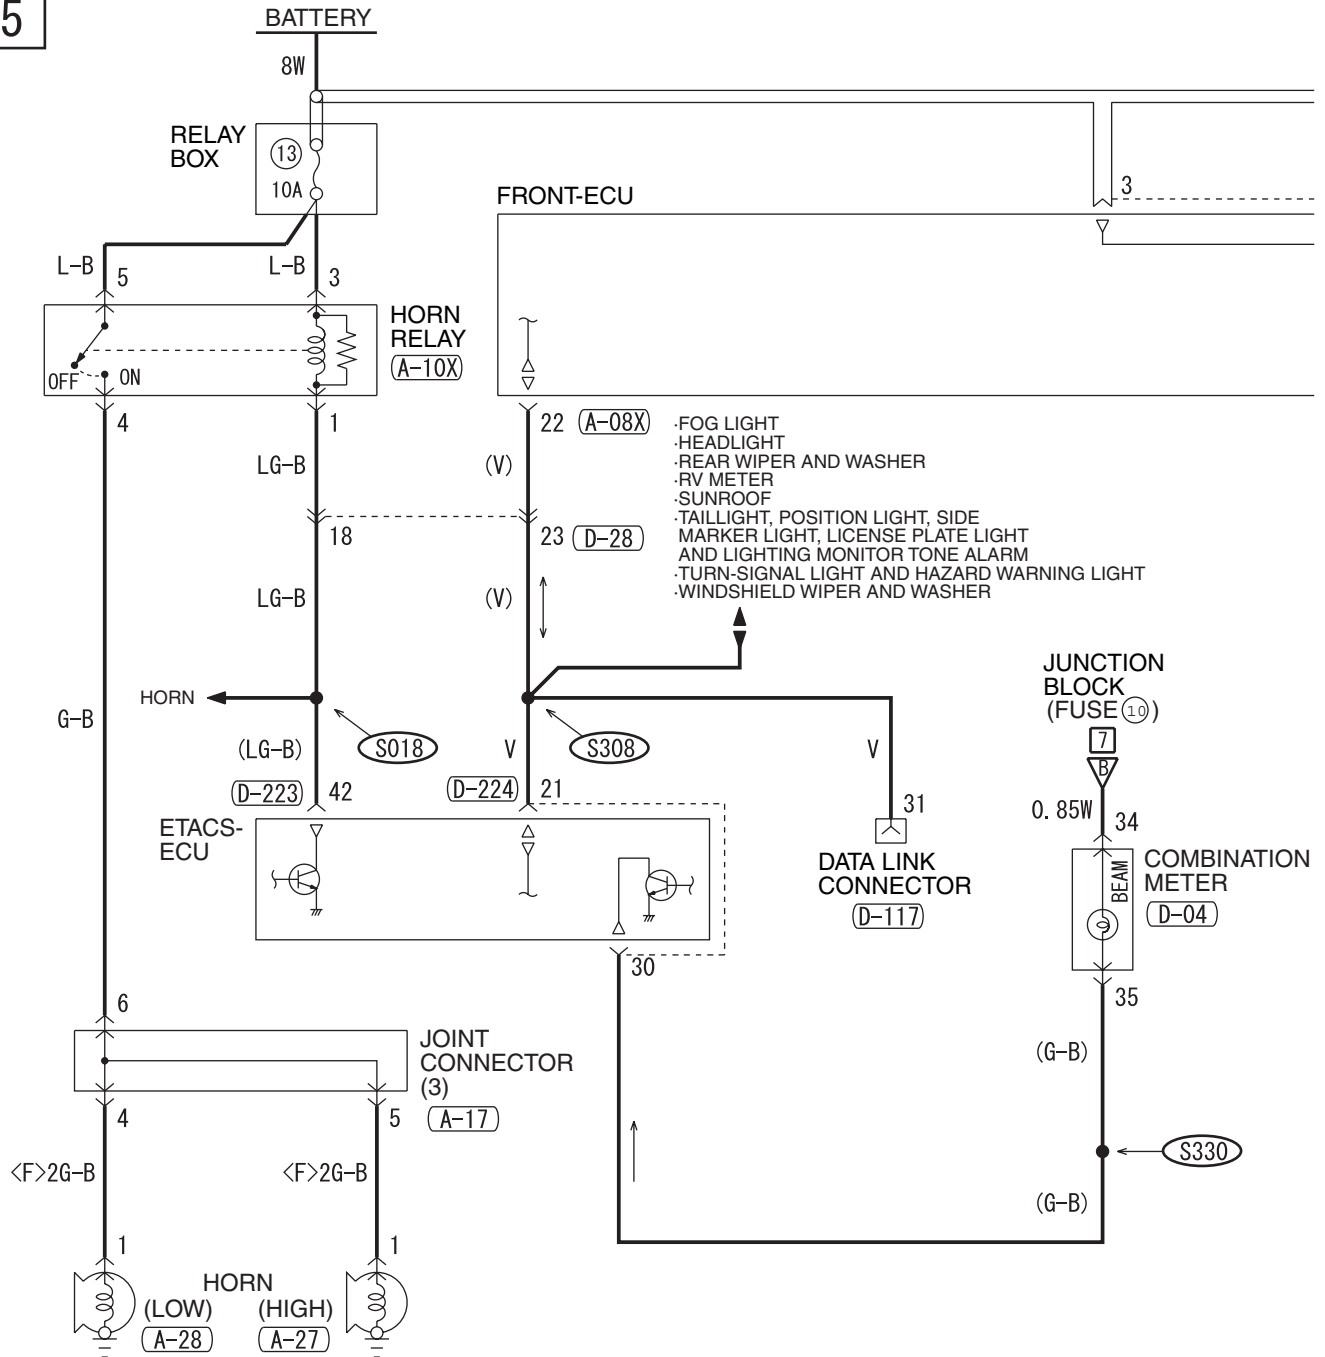 5
BATTERY
8W
RELAY
BOX
13
10A
FRONT-ECU
3
L-B
5
L-B
3
HORN
RELAY
A-10X
OFF
ON
4
1
22
A-08X
·FOG LIGHT
·HEADLIGHT
·REAR WIPER AND WASHER
·RV METER
·SUNROOF
·TAILLIGHT, POSITION LIGHT, SIDE
MARKER LIGHT, LICENSE PLATE LIGHT
AND LIGHTING MONITOR TONE ALARM
·TURN-SIGNAL LIGHT AND HAZARD WARNING LIGHT
·WINDSHIELD WIPER AND WASHER
LG-B
(V)
18
23
D-28
LG-B
(V)
HORN
G-B
(LG-B)
S018
V
S308
V
JUNCTION
BLOCK
(FUSE 10)
7
B
D-223
42
D-224
21
31
0.85W
34
ETACS-
ECU
DATA LINK
CONNECTOR
D-117
BEAM
COMBINATION
METER
D-04
30
35
6
JOINT
CONNECTOR
(3)
A-17
(G-B)
4
5
<F>2G-B
<F>2G-B
S330
(G-B)
1
1
HORN
(LOW)
(HIGH)
A-28
A-27